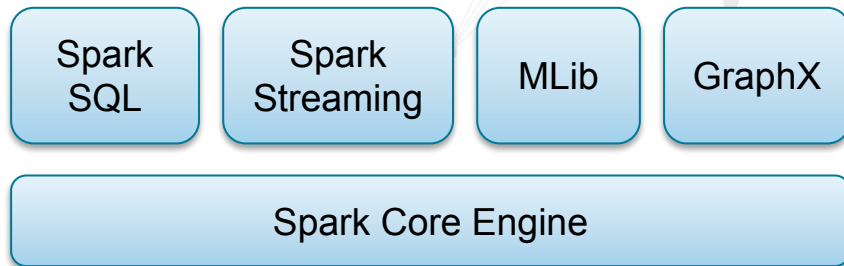 Spark
SQL
Spark
Streaming
MLib
GraphX
Spark Core Engine